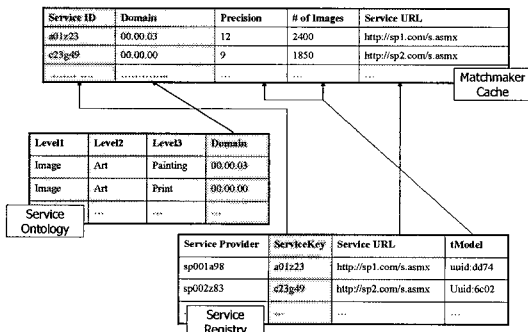 Service ID Domain Precision # of Images Service URL
a01z23 00.00.03 12 2400 http://sp1.com/s.asmx
c23g49 00.00.00 9 1850 http://sp2.com/s.asmx
........ .... .............. ... ... ...
Matchmaker
Cache
Level1 Level2 Level3 Domain
Image Art Painting 00.00.03
Image Art Print 00.00.00
... ... ...
Service
Ontology
Service Provider ServiceKey Service URL tModel
sp001a98 a01z23 http://sp1.com/s.asmx uuid:dd74
sp002z83 c23g49 http://sp2.com/s.asmx Uuid:6c02
... ... ...
Service
Registry